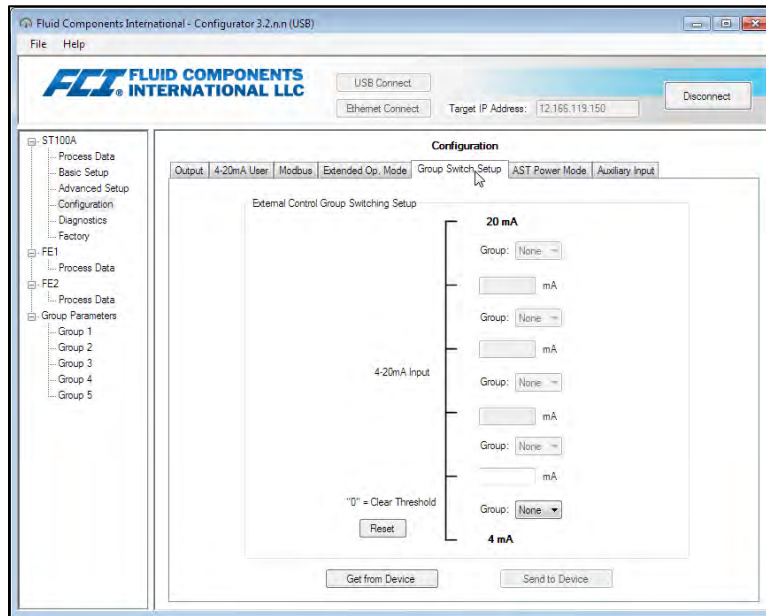 Fluid Components International - Configurator 3.2.n.n (USB)
File Help
FCI® FLUID COMPONENTS
INTERNATIONAL LLC
USB Connect
Ethernet Connect
Target IP Address: 12.165.119.150
Disconnect
ST100A
Process Data
Basic Setup
Advanced Setup
Configuration
Diagnostics
Factory
FE1
Process Data
FE2
Process Data
Group Parameters
Group 1
Group 2
Group 3
Group 4
Group 5
Configuration
Output 4-20mA User Modbus Extended Op. Mode Group Switch Setup AST Power Mode Auxiliary Input
External Control Group Switching Setup
20 mA
Group: None
mA
Group: None
mA
4-20mA Input
Group: None
mA
Group: None
mA
"0" = Clear Threshold
Group: None
Reset
4 mA
Get from Device
Send to Device